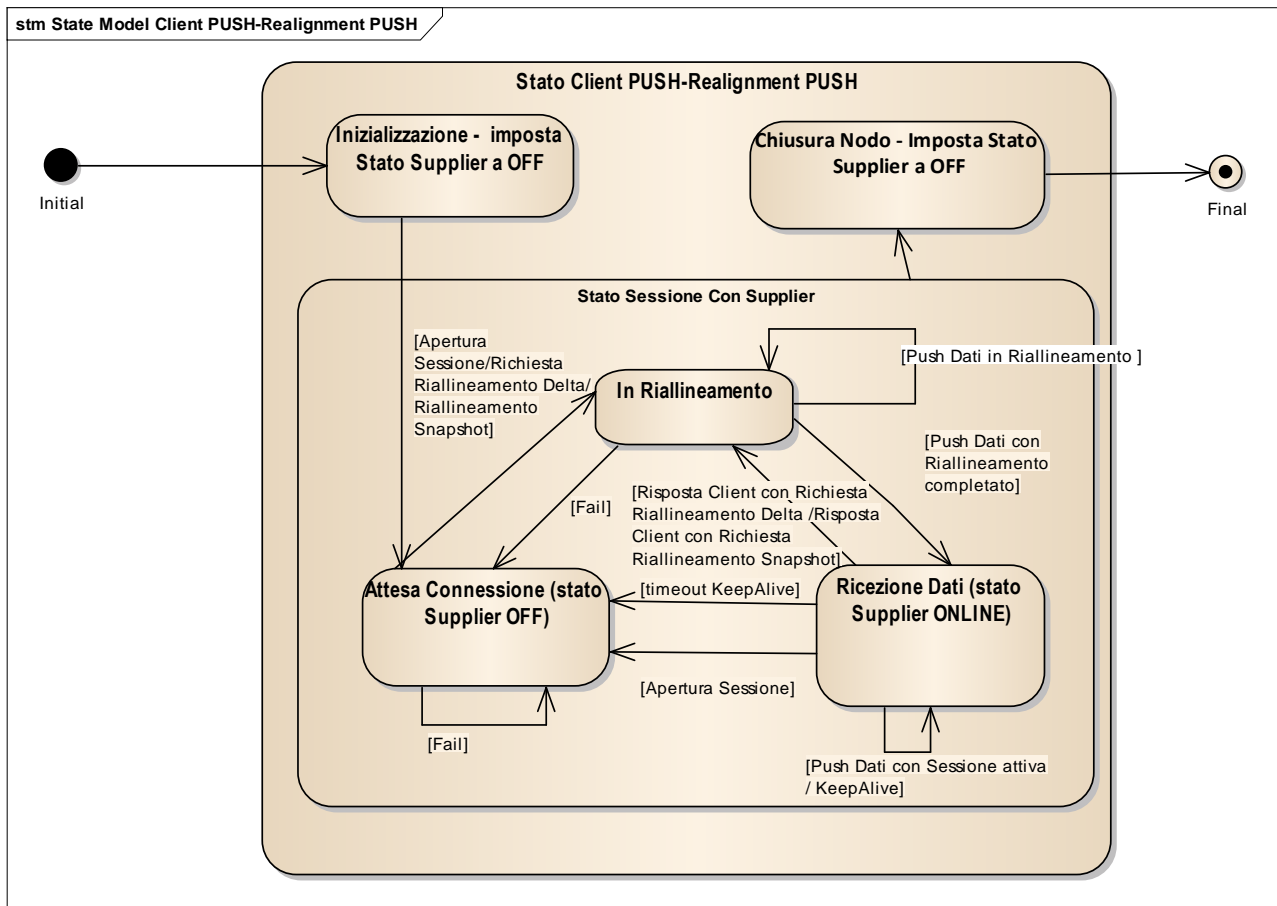 stm State Model Client PUSH-Realignment PUSH
Stato Client PUSH-Realignment PUSH
Inizializzazione -  imposta
Stato Supplier a OFF
Chiusura Nodo - Imposta Stato
Supplier a OFF
Initial
Final
Stato Sessione Con Supplier
[Apertura
Sessione/Richiesta
Riallineamento Delta/
Riallineamento
Snapshot]
In Riallineamento
[Push Dati in Riallineamento ]
[Push Dati con
Riallineamento
completato]
[Fail]
[Risposta Client con Richiesta
Riallineamento Delta /Risposta
Client con Richiesta
Riallineamento Snapshot]
Attesa Connessione (stato
Supplier OFF)
[timeout KeepAlive]
Ricezione Dati (stato
Supplier ONLINE)
[Apertura Sessione]
[Fail]
[Push Dati con Sessione attiva
/ KeepAlive]